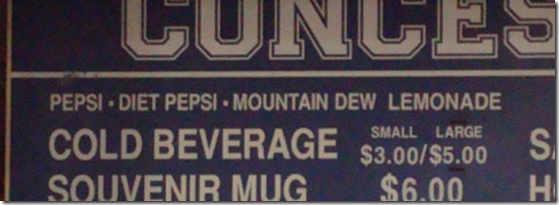 CONCES
PEPSI • DIET PEPSI • MOUNTAIN DEW LEMONADE
SMALL LARGE
COLD BEVERAGE $3.00/$5.00 S
SOUVENIR MUG $6.00 H